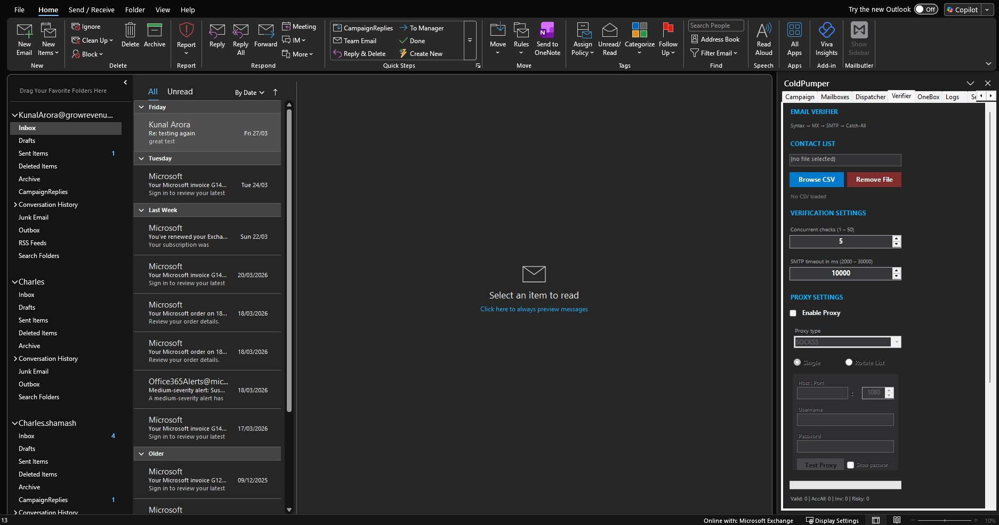 File Home Send / Receive Folder View Help
Try the new Outlook Off Copilot
New Email
New Items
New
Ignore
Clean Up
Block
Delete
Archive
Delete
Report
Report
Reply
Reply All
Forward
Meeting
IM
More
Respond
CampaignReplies
Team Email
Reply & Delete
To Manager
Done
Create New
Quick Steps
Move
Rules
Send to OneNote
Move
Assign Policy
Unread/ Read
Categorize
Follow Up
Tags
Search People
Address Book
Filter Email
Find
Read Aloud
Speech
All Apps
Apps
Viva Insights
Add-in
Show Sidebar
Mailbutler
Drag Your Favorite Folders Here
KunalArora@growrevenu...
Inbox
Drafts
Sent Items 1
Deleted Items
Archive
CampaignReplies
Conversation History
Junk Email
Outbox
RSS Feeds
Search Folders
Charles
Inbox
Drafts
Sent Items
Deleted Items
Archive
Conversation History
Junk Email
Outbox
Search Folders
Charles.shamash
Inbox 4
Drafts
Sent Items
Deleted Items
Archive
CampaignReplies 1
Conversation History
All Unread By Date
Friday
Kunal Arora
Re: testing again Fri 27/03
great test
Tuesday
Microsoft
Your Microsoft invoice G14... Tue 24/03
Sign in to review your latest
Last Week
Microsoft
You've renewed your Excha... Sun 22/03
Your subscription was
Microsoft
Your Microsoft invoice G14... 20/03/2026
Sign in to review your latest
Microsoft
Your Microsoft order on 18... 18/03/2026
Review your order details.
Microsoft
Your Microsoft order on 18... 18/03/2026
Review your order details.
Office365Alerts@mic...
Medium-severity alert: Sus... 18/03/2026
A medium-severity alert has
Microsoft
Your Microsoft invoice G14... 17/03/2026
Sign in to review your latest
Older
Microsoft
Your Microsoft invoice G12... 09/12/2025
Sign in to review your latest
Microsoft
Select an item to read
Click here to always preview messages
ColdPumper
Campaign Mailboxes Dispatcher Verifier OneBox Logs Se
EMAIL VERIFIER
Syntax → MX → SMTP → Catch-All
CONTACT LIST
(no file selected)
Browse CSV Remove File
No CSV loaded
VERIFICATION SETTINGS
Concurrent checks (1 – 50)
5
SMTP timeout in ms (2000 – 30000)
10000
PROXY SETTINGS
Enable Proxy
Proxy type
SOCKS5
Single Rotate List
Host : Port
: 1080
Username
Password
Test Proxy Show passwor
Valid: 0 | AccAll: 0 | Inv: 0 | Risky: 0
13
Online with: Microsoft Exchange Display Settings 10%